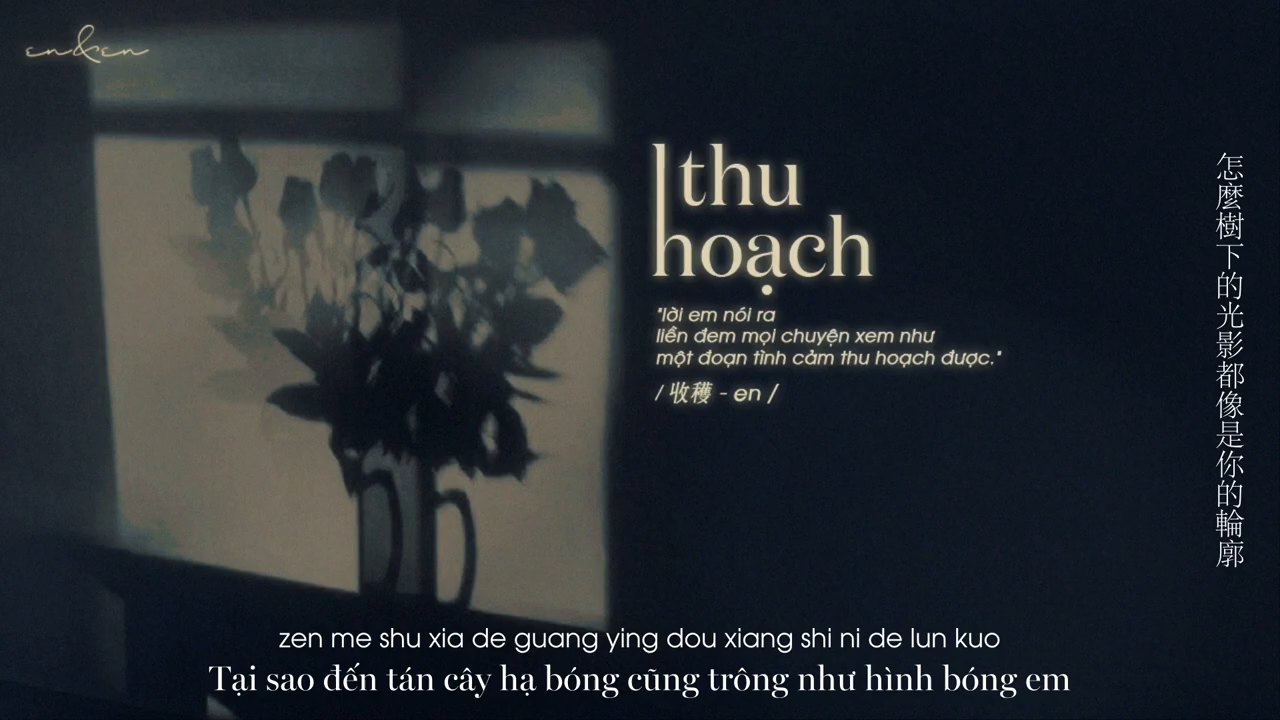 en&en
thu
hoạch
"lời em nói ra
liền đem mọi chuyện xem như
một đoạn tình cảm thu hoạch được."
/ 收穫 - en /
怎麼樹下的光影都像是你的輪廓
zen me shu xia de guang ying dou xiang shi ni de lun kuo
Tại sao đến tán cây hạ bóng cũng trông như hình bóng em